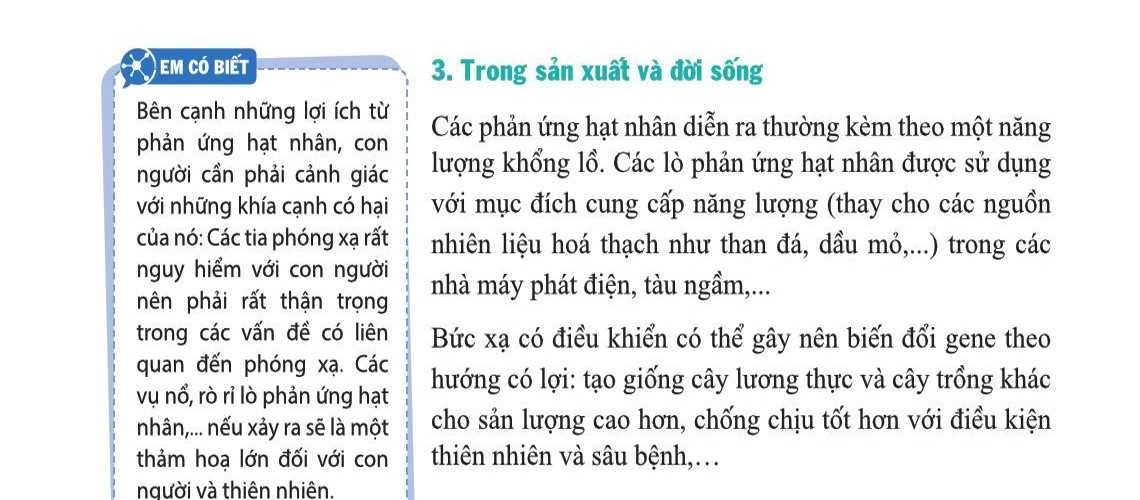 EM CÓ BIẾT
Bên cạnh những lợi ích từ
phản ứng hạt nhân, con
người cần phải cảnh giác
với những khía cạnh có hại
của nó: Các tia phóng xạ rất
nguy hiểm với con người
nên phải rất thận trọng
trong các vấn đề có liên
quan đến phóng xạ. Các
vụ nổ, rò rỉ lò phản ứng hạt
nhân,... nếu xảy ra sẽ là một
thảm hoạ lớn đối với con
người và thiên nhiên.
3. Trong sản xuất và đời sống
Các phản ứng hạt nhân diễn ra thường kèm theo một năng
lượng khổng lồ. Các lò phản ứng hạt nhân được sử dụng
với mục đích cung cấp năng lượng (thay cho các nguồn
nhiên liệu hoá thạch như than đá, dầu mỏ,...) trong các
nhà máy phát điện, tàu ngầm,...
Bức xạ có điều khiển có thể gây nên biến đổi gene theo
hướng có lợi: tạo giống cây lương thực và cây trồng khác
cho sản lượng cao hơn, chống chịu tốt hơn với điều kiện
thiên nhiên và sâu bệnh,...